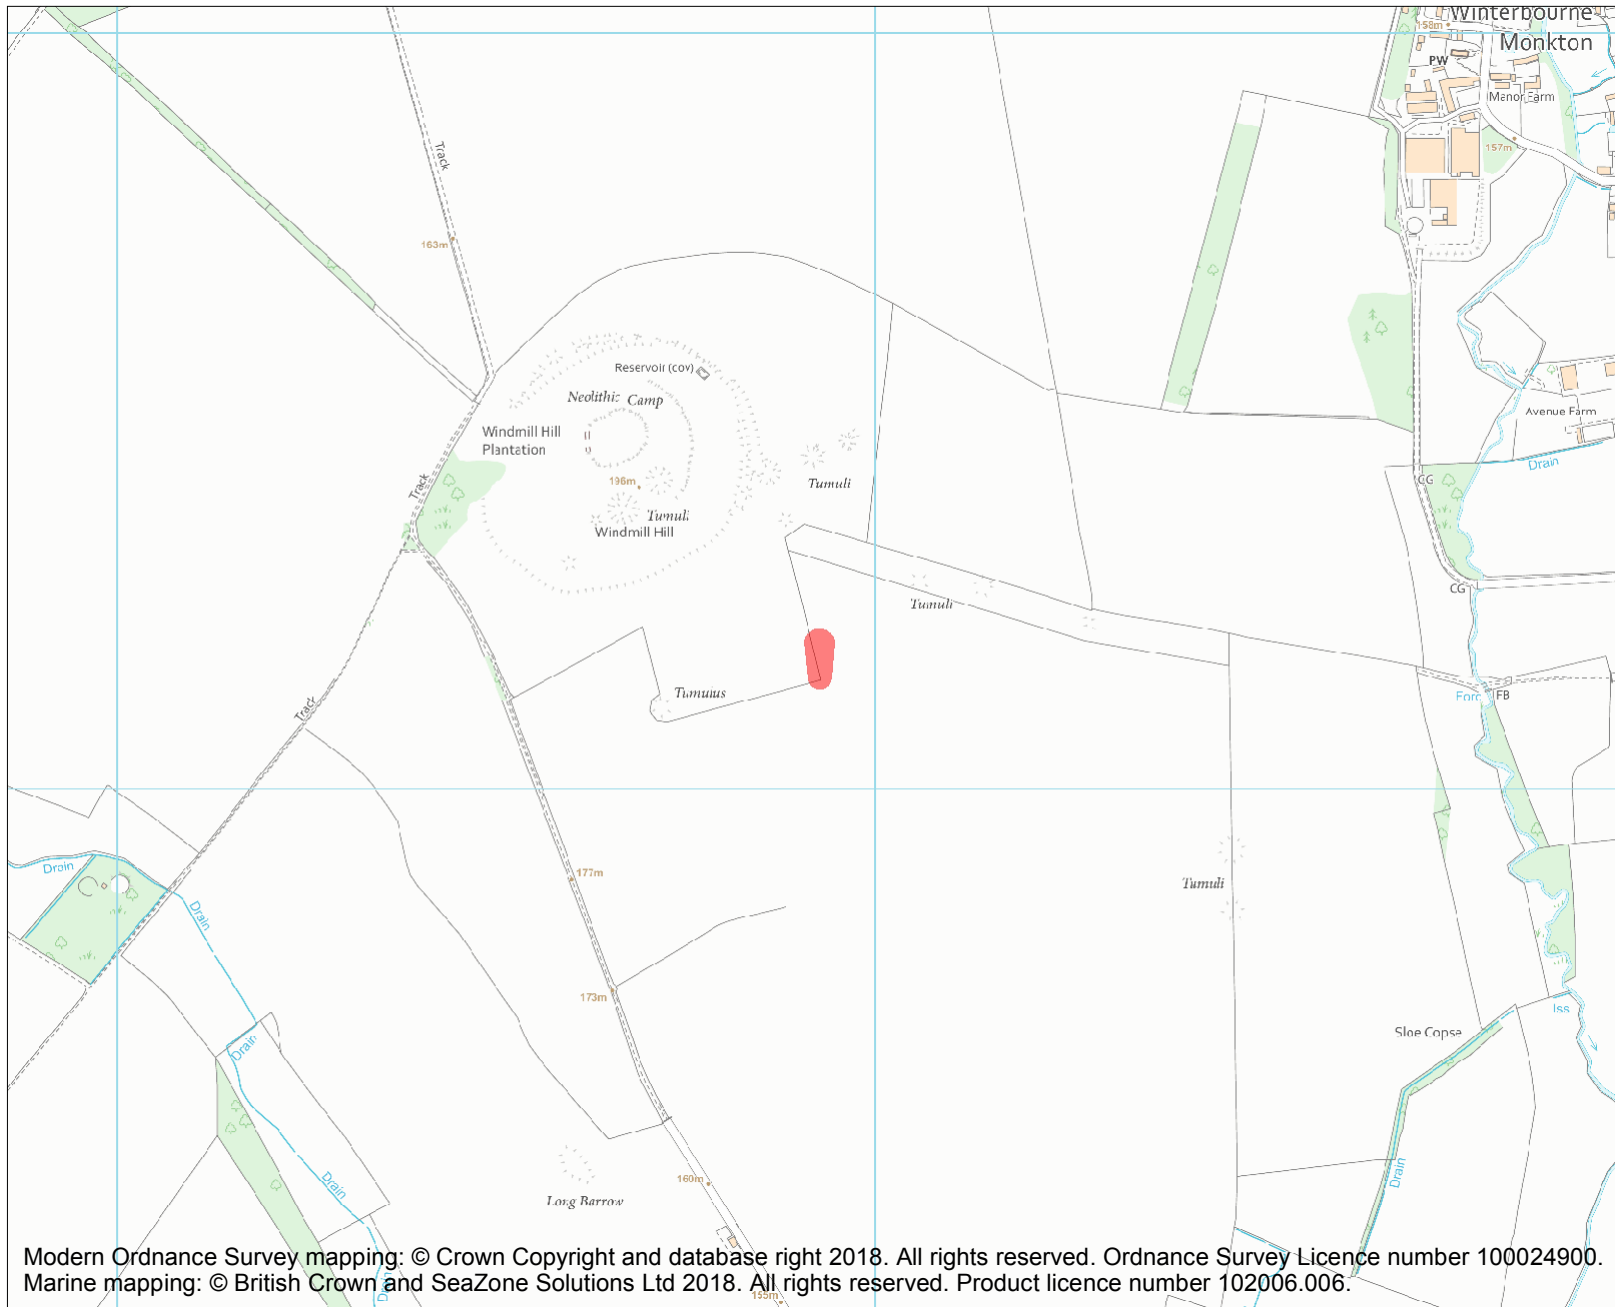 Winterbourne
Monkton
158m
PW
Manor Farm
157m
Track
163m
Reservoir (cov)
Neolithic Camp
Windmill Hill
Plantation
Avenue Farm
Drain
CG
Track
196m
Tumuli
Tumuli
Windmill Hill
CG
Tumuli
Tumulus
Ford
FB
Track
Drain
177m
Tumuli
Drain
173m
Iss
Sloe Copse
Drain
Drain
Drain
160m
Long Barrow
Drain
155m
Modern Ordnance Survey mapping: © Crown Copyright and database right 2018. All rights reserved. Ordnance Survey Licence number 100024900.
Marine mapping: © British Crown and SeaZone Solutions Ltd 2018. All rights reserved. Product licence number 102006.006.